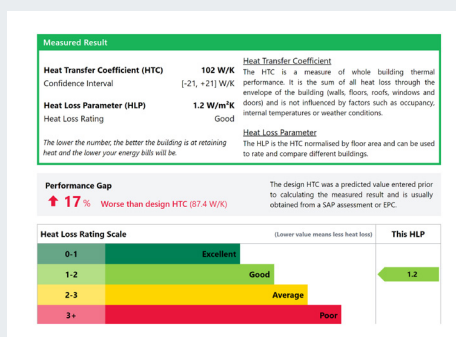 Measured Result
Heat Transfer Coefficient (HTC) 102 W/K
Confidence Interval [-21, +21] W/K
Heat Loss Parameter (HLP) 1.2 W/m²K
Heat Loss Rating Good
The lower the number, the better the building is at retaining
heat and the lower your energy bills will be.
Heat Transfer Coefficient
The HTC is a measure of whole building thermal
performance. It is the sum of all heat loss through the
envelope of the building (walls, floors, roofs, windows and
doors) and is not influenced by factors such as occupancy,
internal temperatures or weather conditions.
Heat Loss Parameter
The HLP is the HTC normalised by floor area and can be used
to rate and compare different buildings.
Performance Gap
17 % Worse than design HTC (87.4 W/K)
The design HTC was a predicted value entered prior
to calculating the measured result and is usually
obtained from a SAP assessment or EPC.
Heat Loss Rating Scale (Lower value means less heat loss) This HLP
0-1 Excellent
1-2 Good 1.2
2-3 Average
3+ Poor